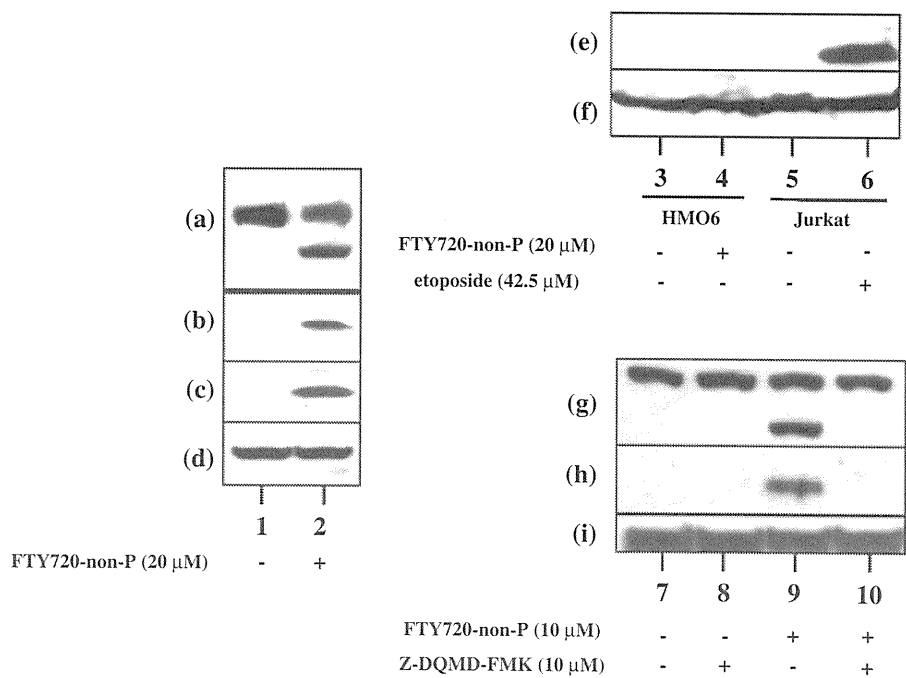 (a)
(b)
(c)
(d)
1 2
FTY720-non-P (20 µM) - +
(e)
(f)
3 4 5 6
HMO6 Jurkat
FTY720-non-P (20 µM) - + - -
etoposide (42.5 µM) - - - +
(g)
(h)
(i)
7 8 9 10
FTY720-non-P (10 µM) - - + +
Z-DQMD-FMK (10 µM) - + - +